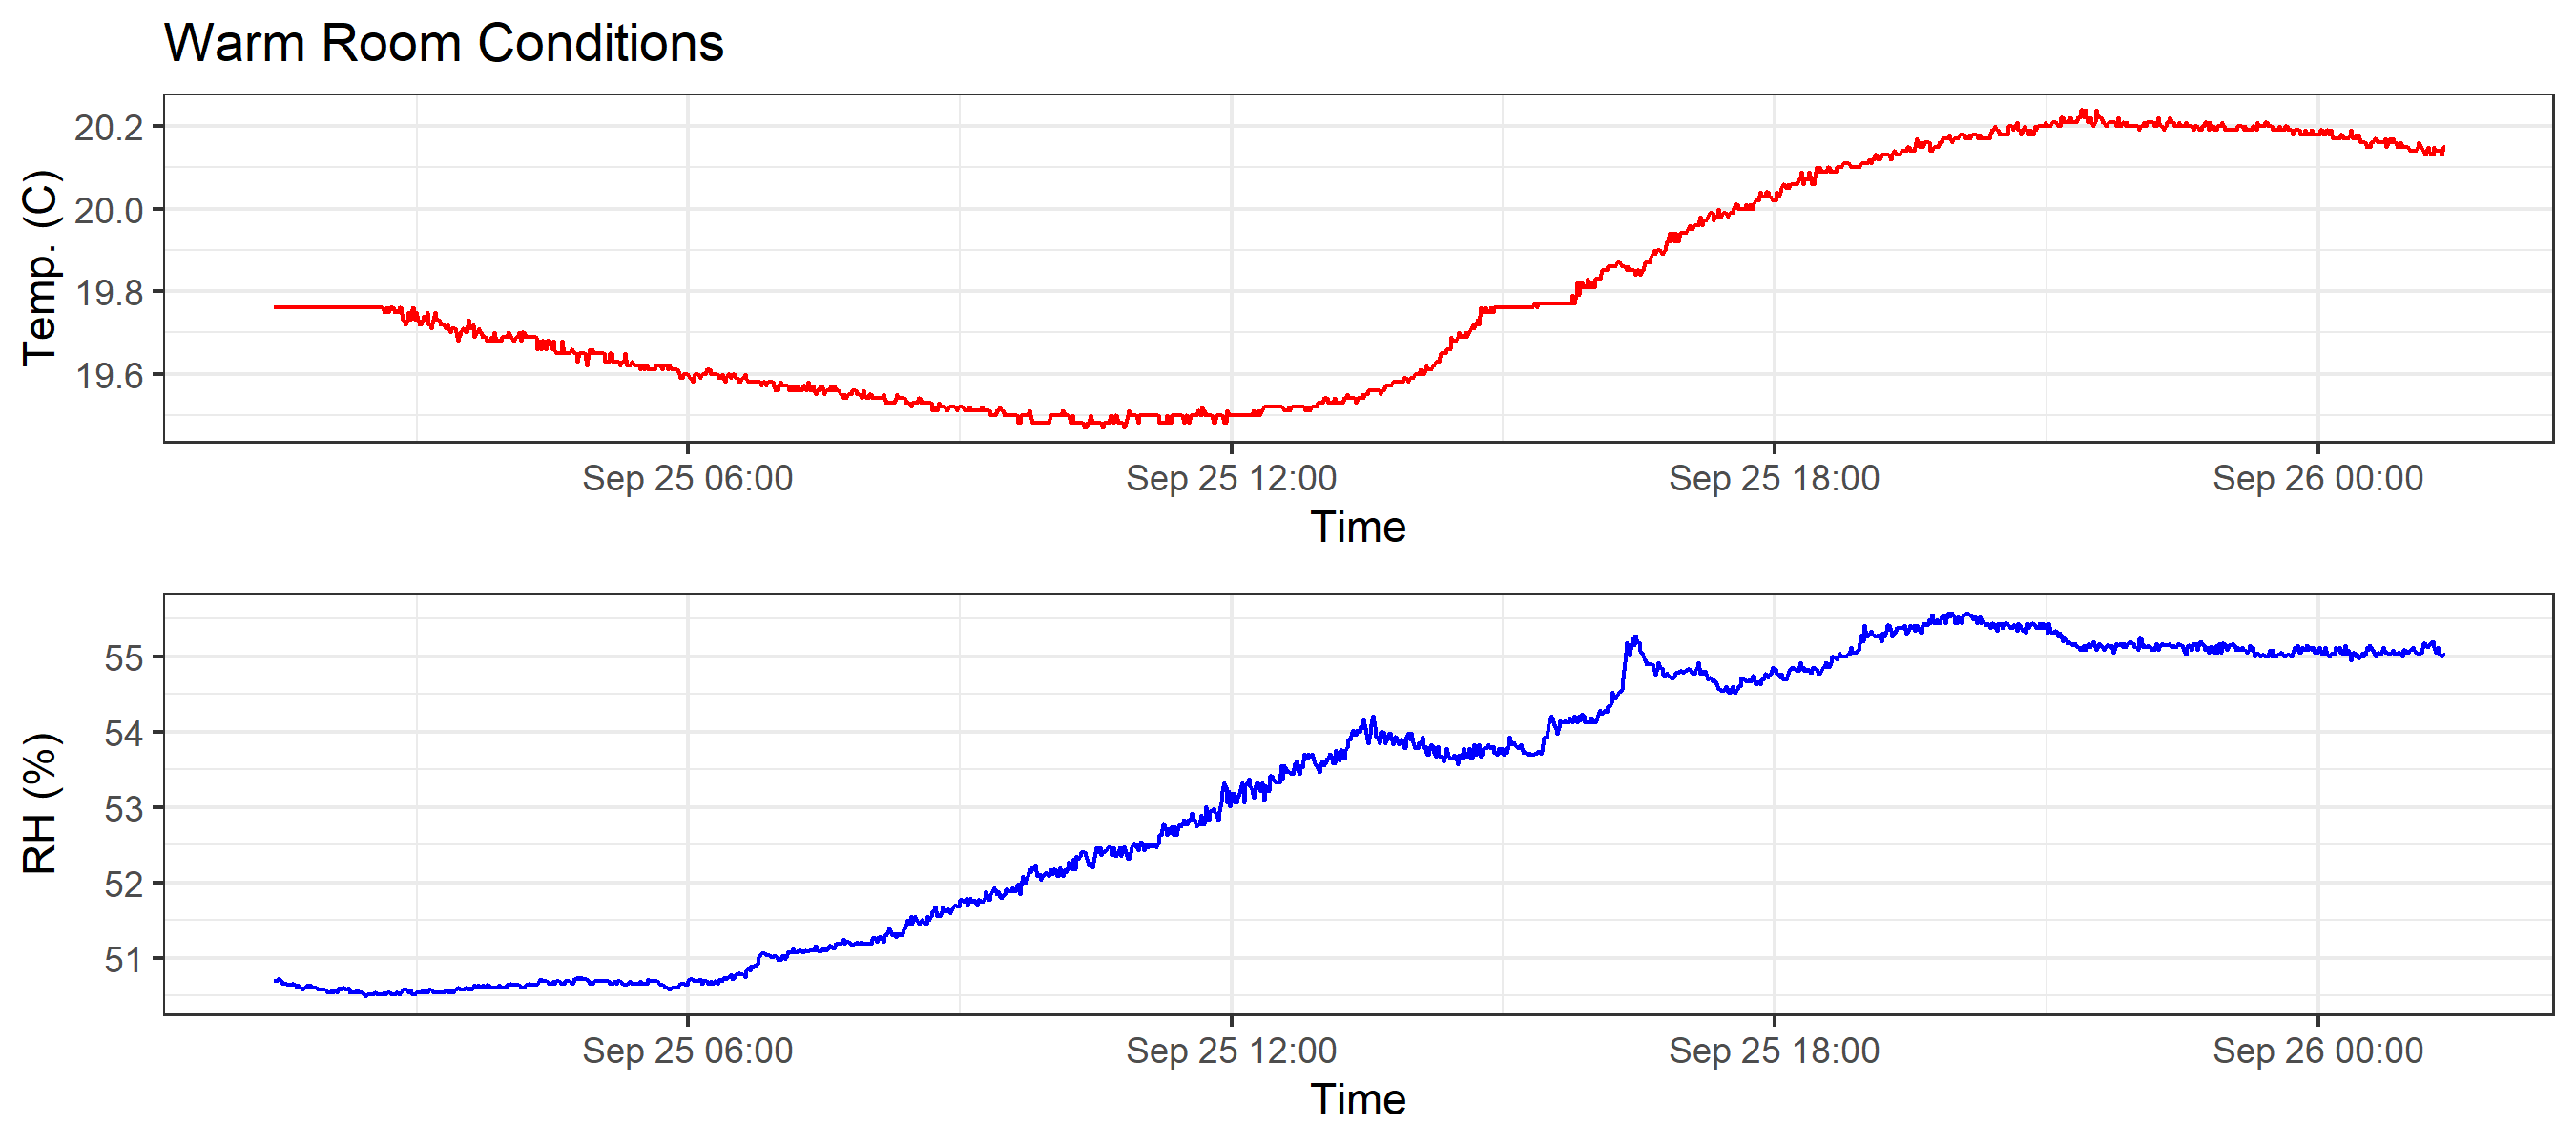 Warm Room Conditions
20.2
20.0
19.8
19.6
Temp. (C)
Sep 25 06:00 Sep 25 12:00 Sep 25 18:00 Sep 26 00:00
Time
55
54
53
52
51
RH (%)
Sep 25 06:00 Sep 25 12:00 Sep 25 18:00 Sep 26 00:00
Time